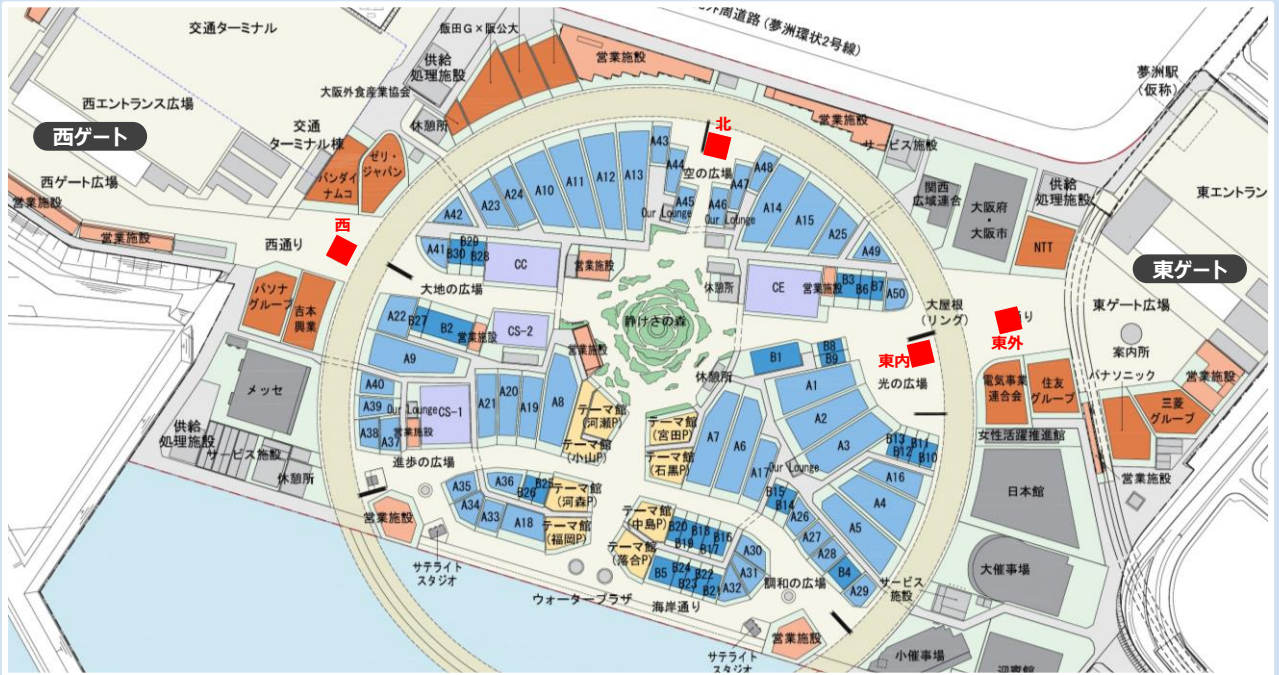 外周道路（夢洲環状2号線）
交通ターミナル
飯田G×阪公大
供給
処理施設
営業施設
夢洲駅
（仮称）
大阪外食産業協会
西エントランス広場
休憩所
営業施設
サービス施設
交通
ターミナル棟
西ゲート
ゼリ・
ジャパン
バンダイ
ナムコ
西ゲート広場
営業施設
営業施設
西通り
西
北
空の広場
A43
A44
A45
A46
A47
A48
Our Lounge
Our Lounge
A42
A23
A24
A10
A11
A12
A13
A14
A15
A25
A49
関西
広域連合
大阪府
・
大阪市
供給
処理施設
東エントラン
NTT
東ゲート
東ゲート広場
案内所
A41
B30
B29
B28
CC
営業施設
休憩所
CE
営業施設
B3
B6
B7
A50
大屋根
（リング）
り
東外
東内
光の広場
大地の広場
静けさの森
パソナ
グループ
吉本
興業
A22
B27
B2
営業施設
CS-2
営業施設
A9
メッセ
A40
A39
A38
A37
Our Lounge
営業施設
CS-1
A21
A20
A19
A8
休憩所
B1
B8
B9
A1
A2
A3
電気事業
連合会
住友
グループ
パナソニック
三菱
グループ
営業施設
営業施設
女性活躍推進館
テーマ館
（河瀬P）
テーマ館
（小山P）
テーマ館
（宮田P）
テーマ館
（石黒P）
A7
A6
A17
Our Lounge
B13
B11
B12
B10
A16
A4
A5
供給
処理施設
サービス施設
休憩所
進歩の広場
営業施設
A35
A36
A34
A33
A18
B25
B26
テーマ館
（河森P）
テーマ館
（福岡P）
テーマ館
（中島P）
テーマ館
（落合P）
B20
B18
B16
B19
B17
B5
B24
B22
B23
B21
A30
A31
A32
B15
B14
A26
A27
A28
B4
A29
日本館
大催事場
サービス
施設
調和の広場
サテライト
スタジオ
ウォータープラザ
海岸通り
サテライト
スタジオ
営業施設
小催事場
迎賓館